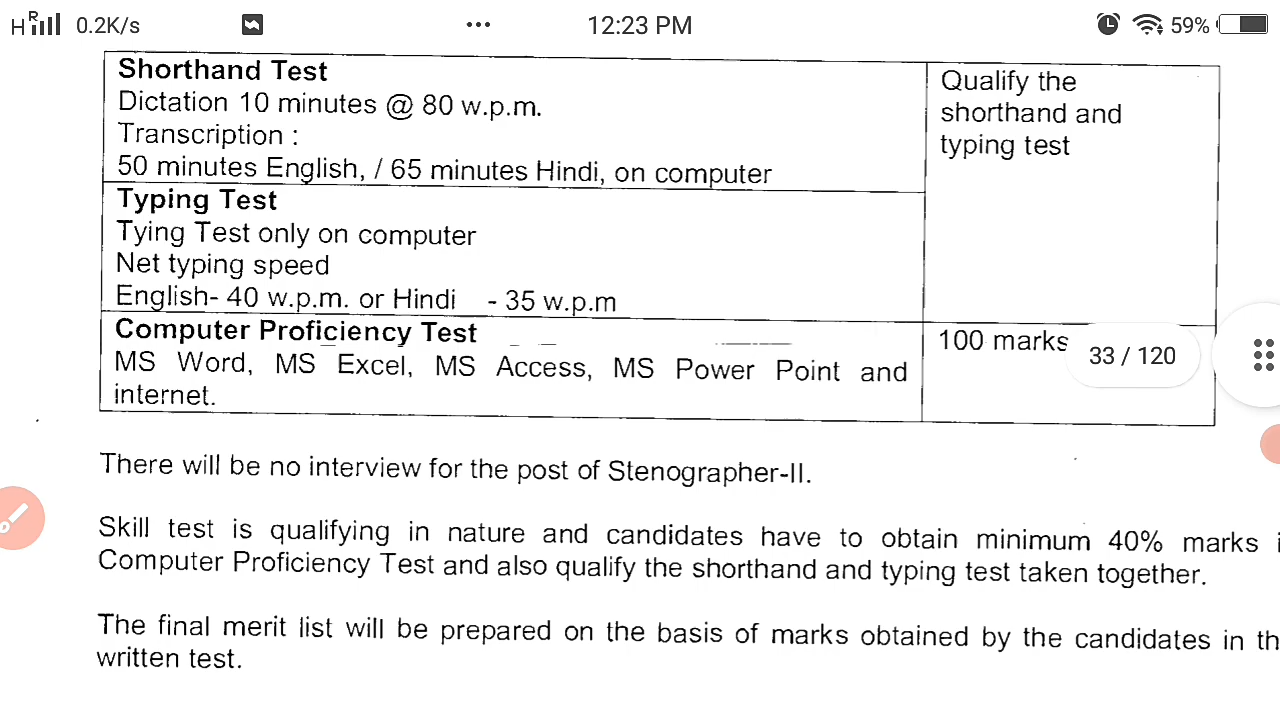 HR 0.2K/s ••• 12:23 PM 59%
Shorthand Test
Dictation 10 minutes @ 80 w.p.m.
Transcription :
50 minutes English, / 65 minutes Hindi, on computer
Qualify the
shorthand and
typing test
Typing Test
Tying Test only on computer
Net typing speed
English- 40 w.p.m. or Hindi - 35 w.p.m
Computer Proficiency Test
MS Word, MS Excel, MS Access, MS Power Point and
internet.
100 marks
33 / 120
There will be no interview for the post of Stenographer-II.
Skill test is qualifying in nature and candidates have to obtain minimum 40% marks i
Computer Proficiency Test and also qualify the shorthand and typing test taken together.
The final merit list will be prepared on the basis of marks obtained by the candidates in th
written test.